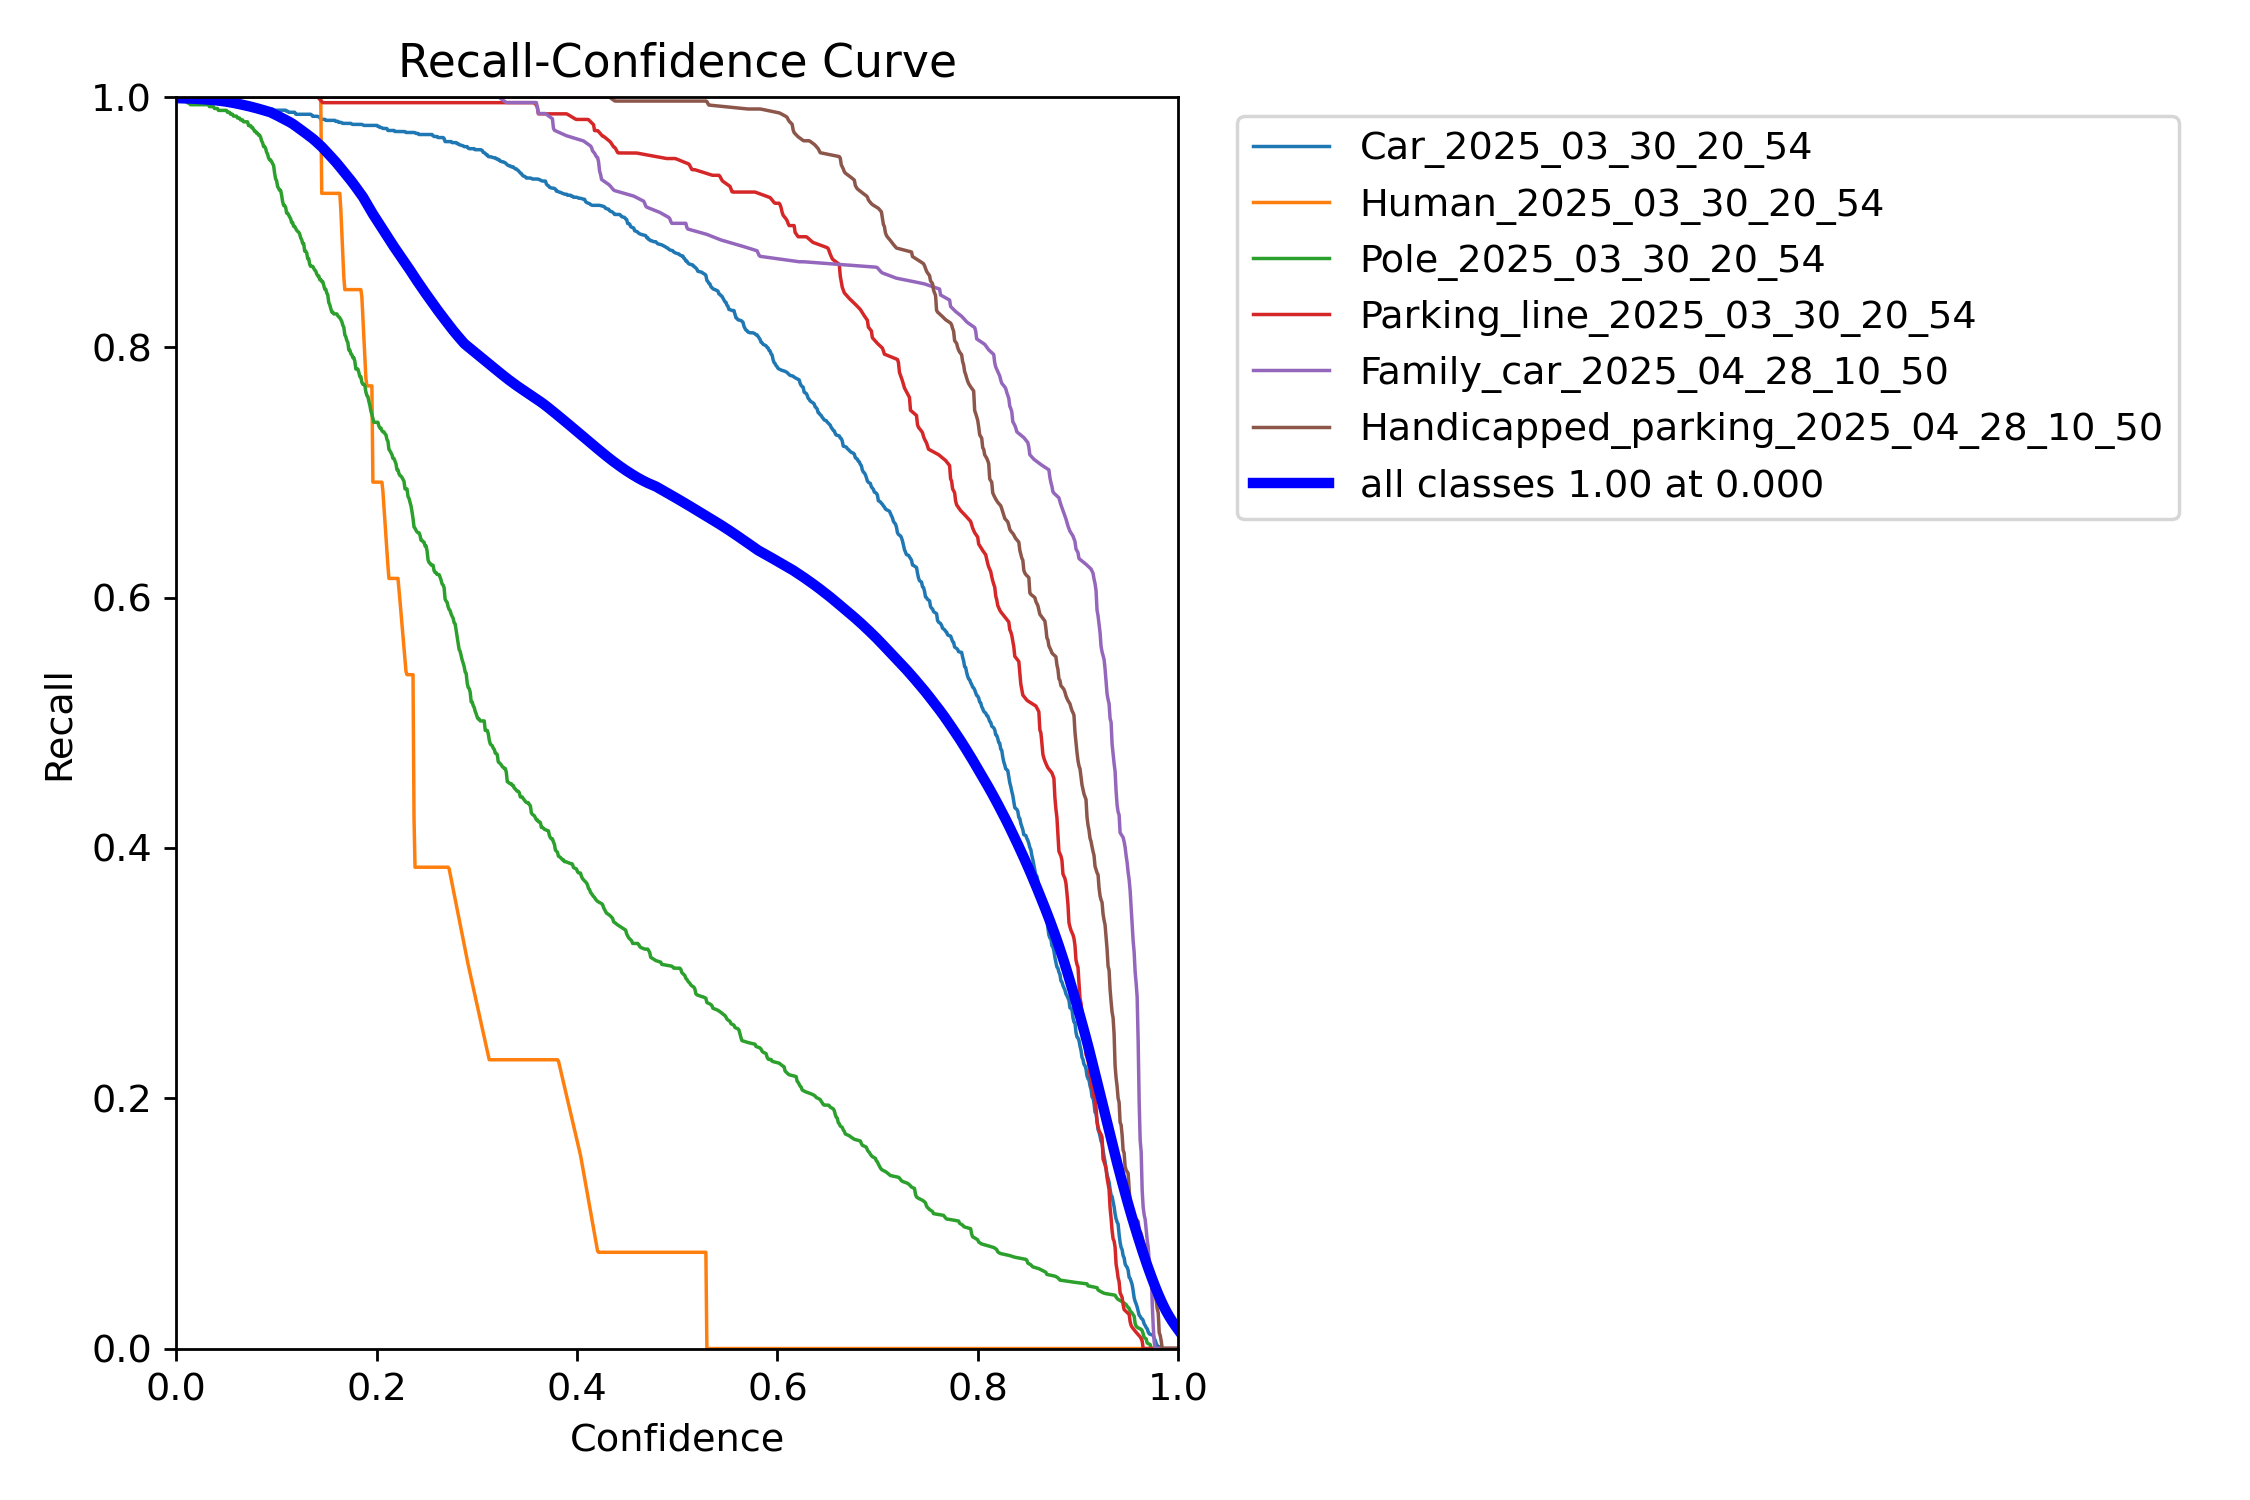 Recall-Confidence Curve
1.0
0.8
0.6
0.4
0.2
0.0
Recall
0.0 0.2 0.4 0.6 0.8 1.0
Confidence
Car_2025_03_30_20_54
Human_2025_03_30_20_54
Pole_2025_03_30_20_54
Parking_line_2025_03_30_20_54
Family_car_2025_04_28_10_50
Handicapped_parking_2025_04_28_10_50
all classes 1.00 at 0.000